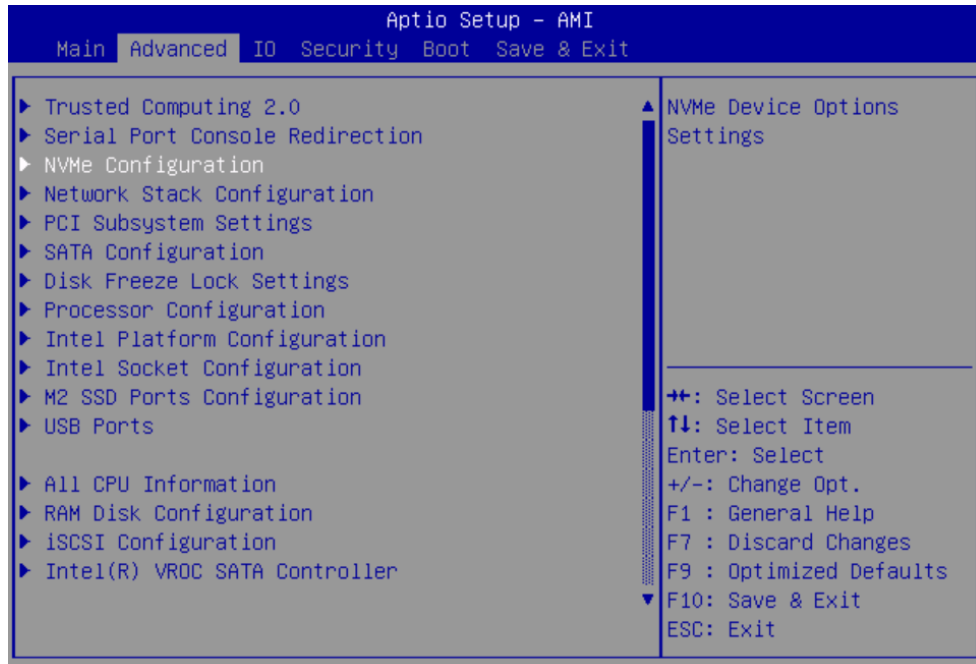 Aptio Setup – AMI
Main Advanced IO Security Boot Save & Exit
Trusted Computing 2.0
Serial Port Console Redirection
NVMe Configuration
Network Stack Configuration
PCI Subsystem Settings
SATA Configuration
Disk Freeze Lock Settings
Processor Configuration
Intel Platform Configuration
Intel Socket Configuration
M2 SSD Ports Configuration
USB Ports
All CPU Information
RAM Disk Configuration
iSCSI Configuration
Intel(R) VROC SATA Controller
NVMe Device Options
Settings
→←: Select Screen
↑↓: Select Item
Enter: Select
+/-: Change Opt.
F1 : General Help
F7 : Discard Changes
F9 : Optimized Defaults
F10: Save & Exit
ESC: Exit